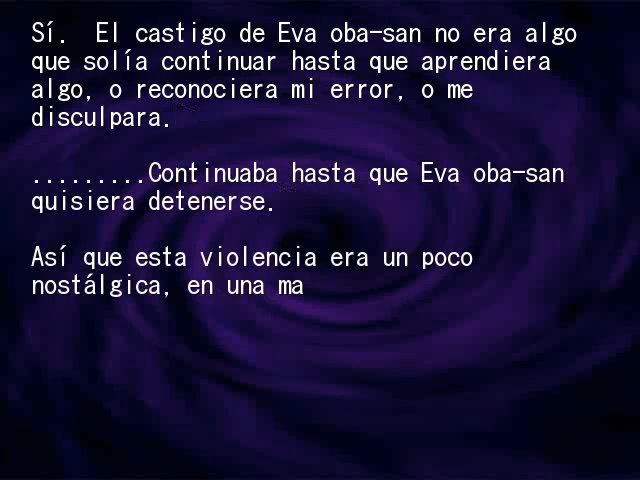 Sí.  El castigo de Eva oba-san no era algo
que solía continuar hasta que aprendiera
algo, o reconociera mi error, o me
disculpara.
.........Continuaba hasta que Eva oba-san
quisiera detenerse.
Así que esta violencia era un poco
nostálgica, en una ma